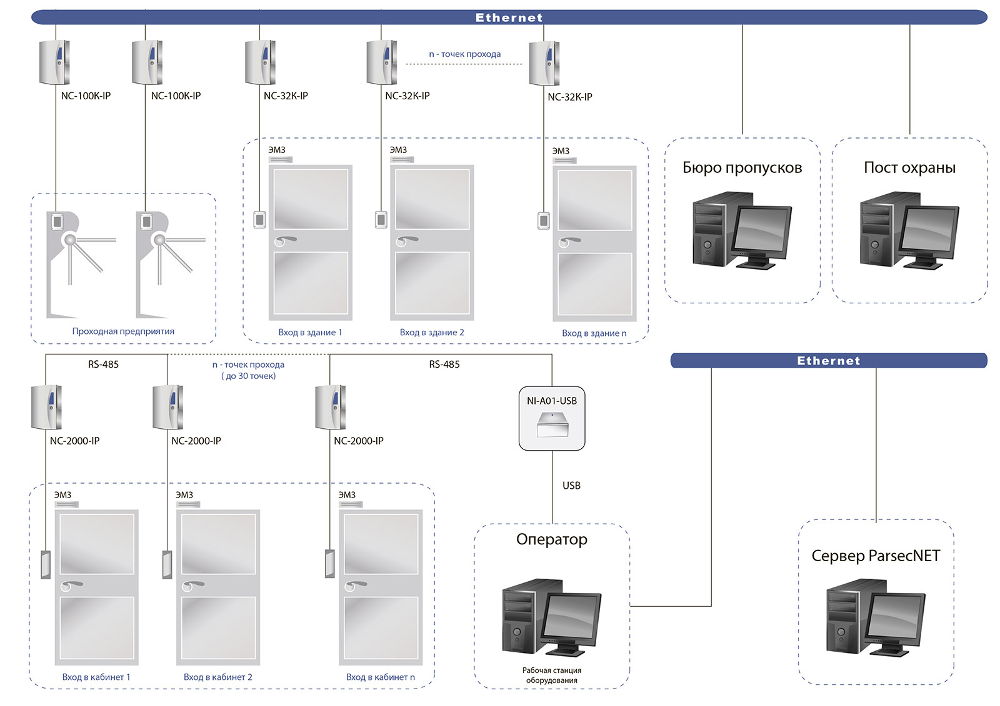 Ethernet
n - точек прохода
NC-100K-IP
NC-100K-IP
NC-32K-IP
NC-32K-IP
NC-32K-IP
ЭМЗ
ЭМЗ
ЭМЗ
Бюро пропусков
Пост охраны
Проходная предприятия
Вход в здание 1
Вход в здание 2
Вход в здание n
Ethernet
RS-485
n - точек прохода
( до 30 точек)
RS-485
NI-A01-USB
NC-2000-IP
NC-2000-IP
NC-2000-IP
USB
ЭМЗ
ЭМЗ
ЭМЗ
Оператор
Сервер ParsecNET
Рабочая станция
оборудования
Вход в кабинет 1
Вход в кабинет 2
Вход в кабинет n